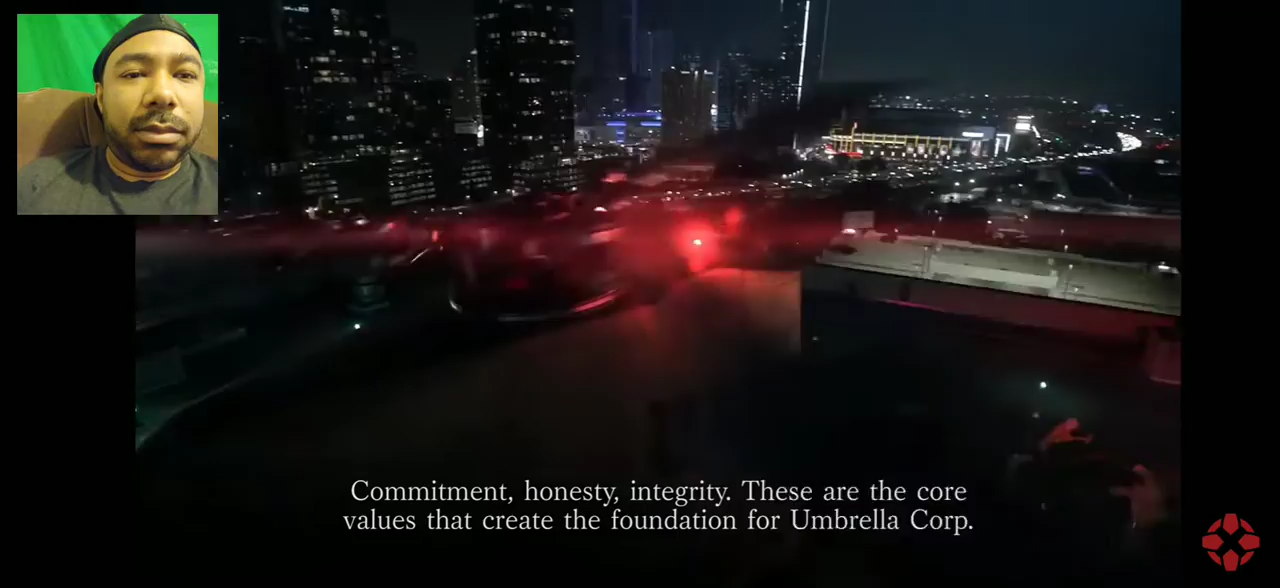 Commitment, honesty, integrity. These are the core
values that create the foundation for Umbrella Corp.